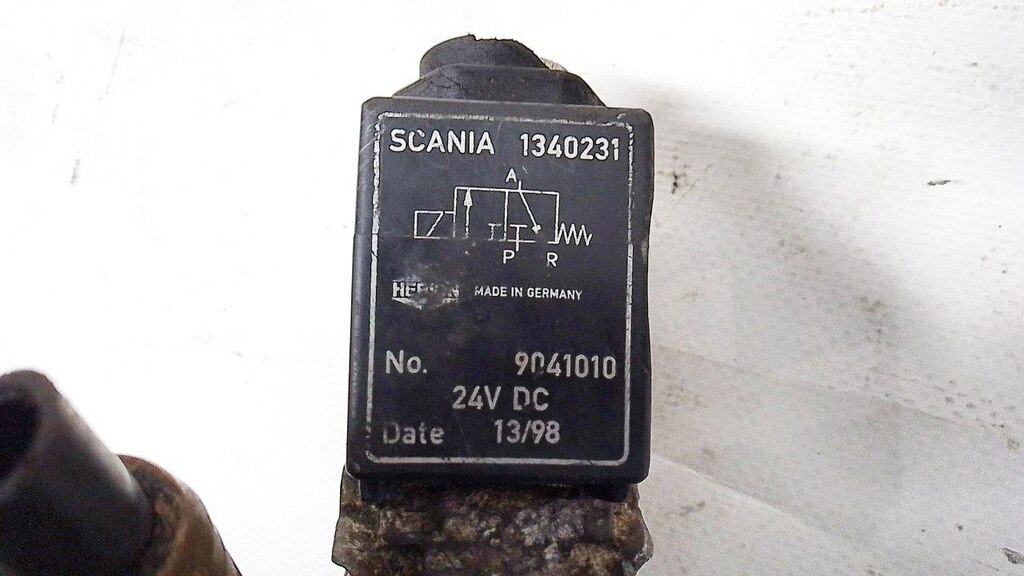 SCANIA 1340231
A
P R
MADE IN GERMANY
No. 9041010
24V DC
Date 13/98